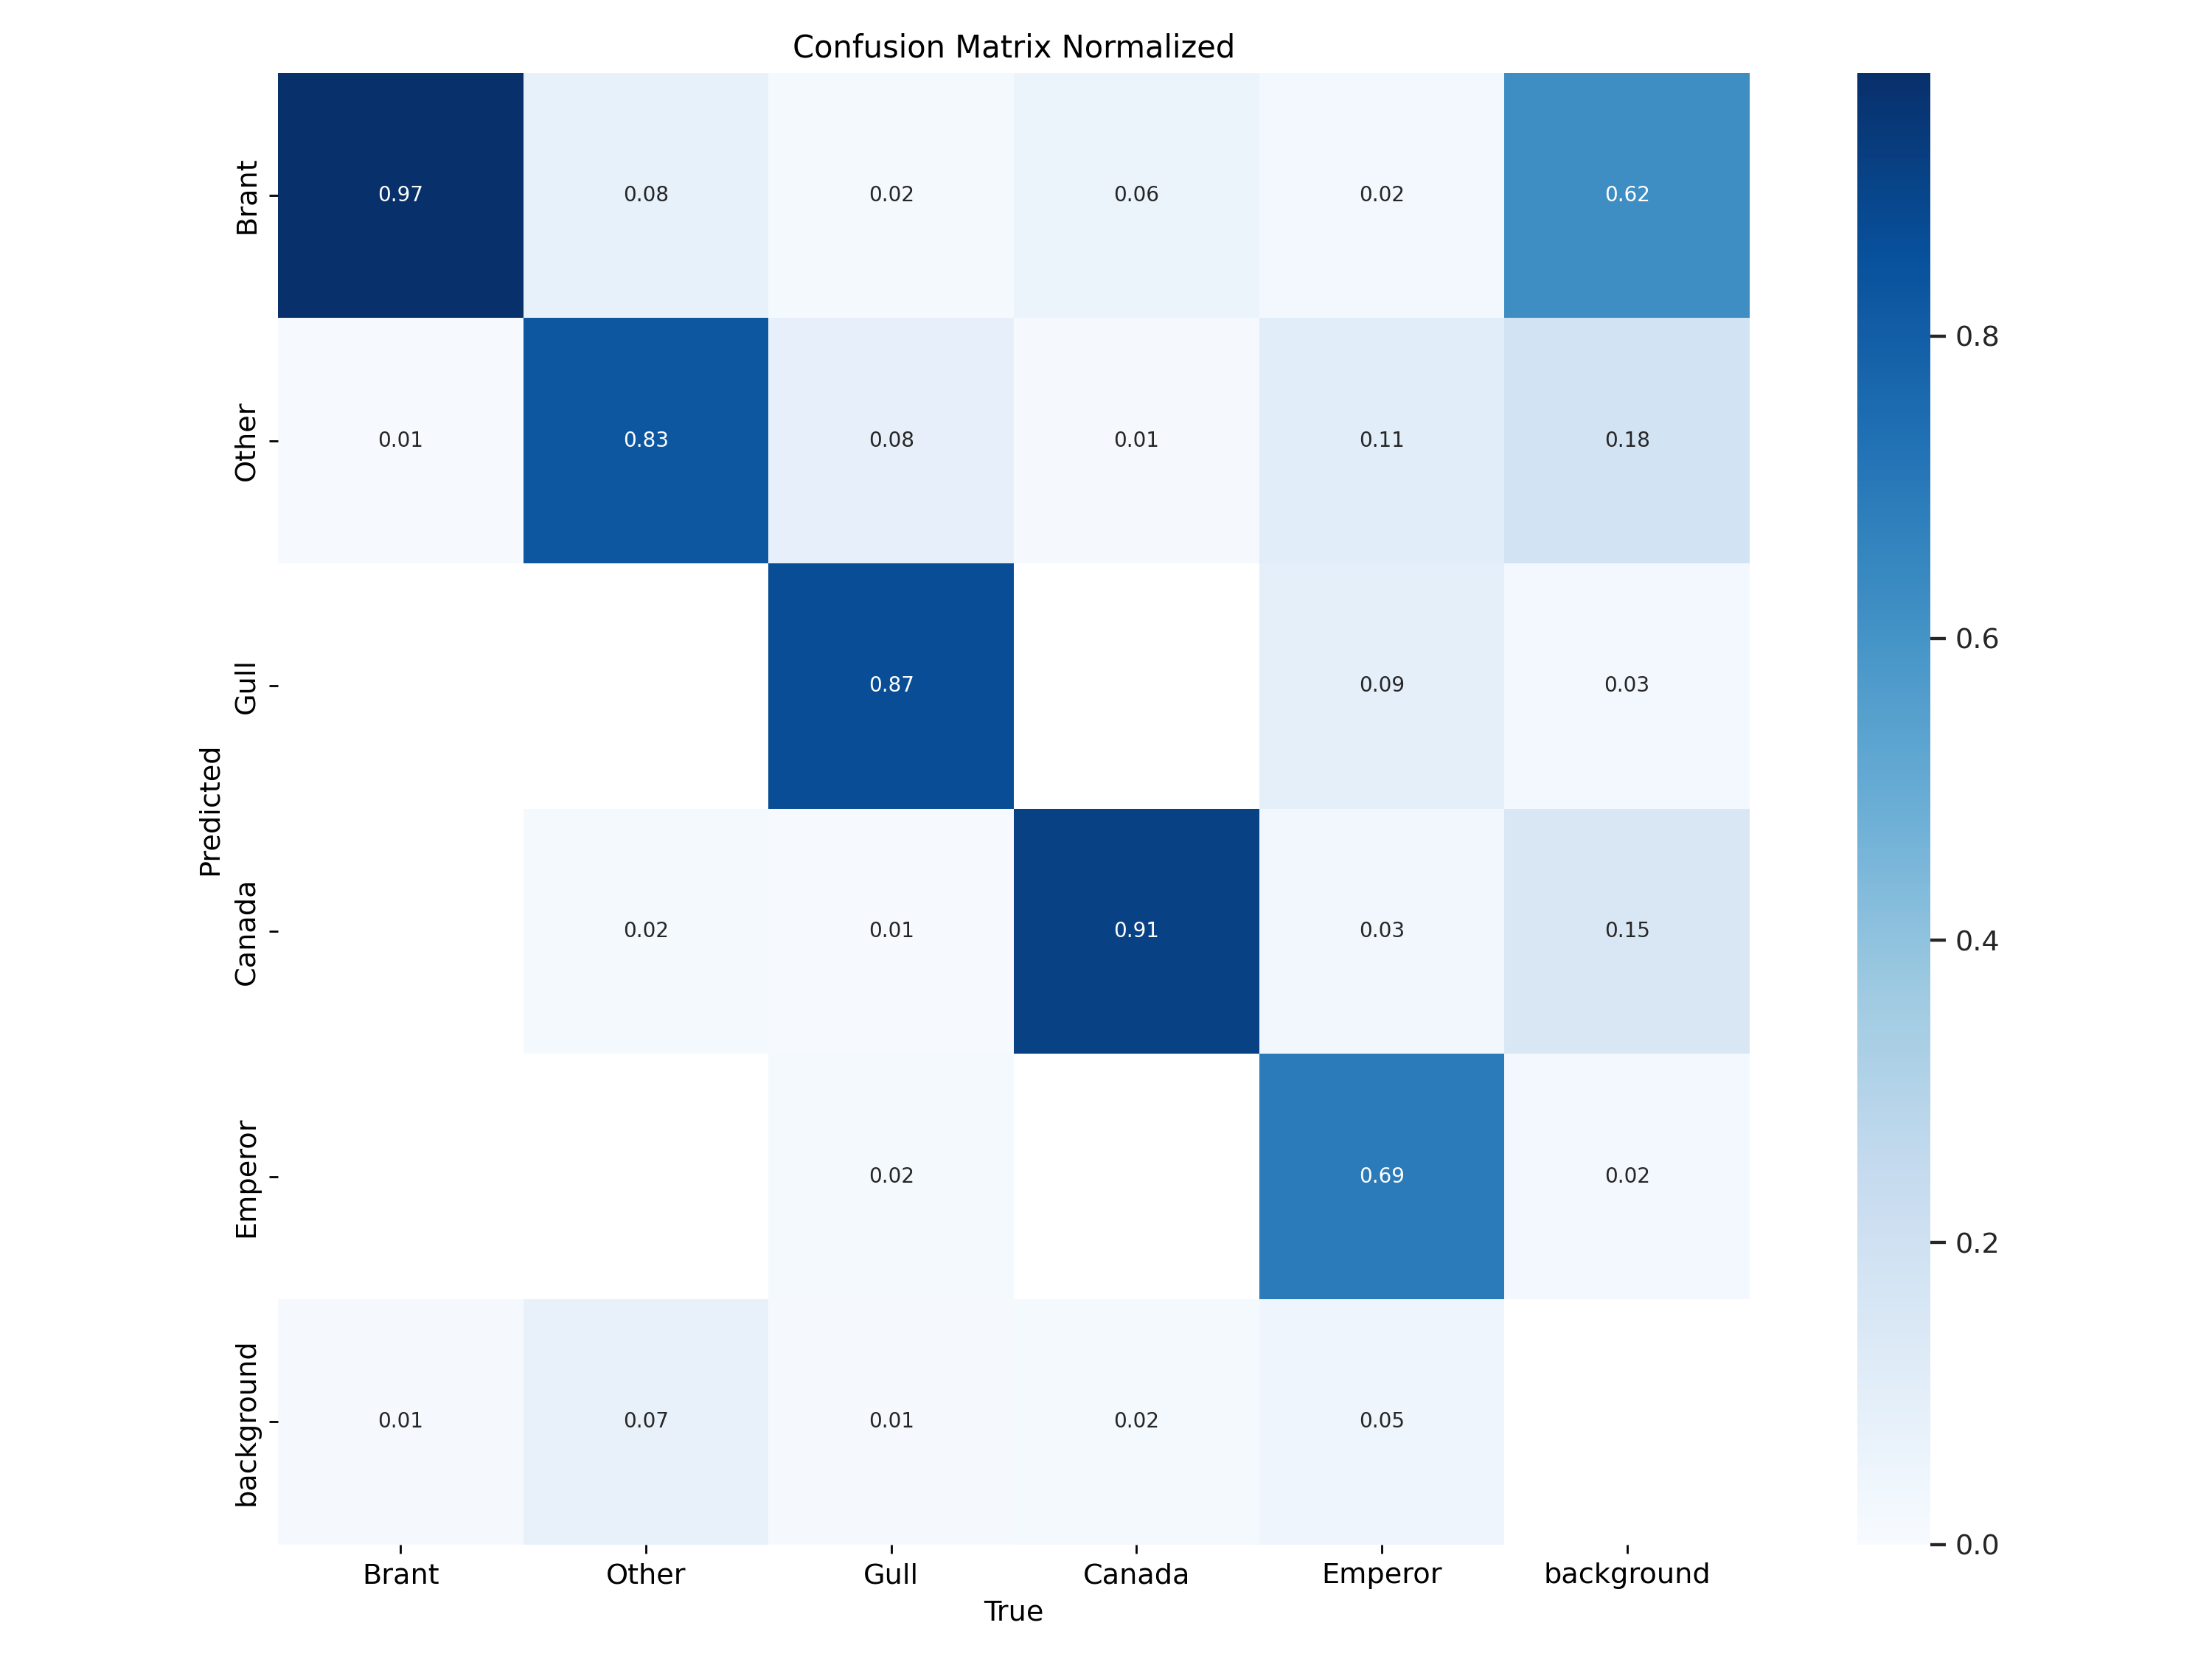 Confusion Matrix Normalized
Brant 0.97 0.08 0.02 0.06 0.02 0.62
Other 0.01 0.83 0.08 0.01 0.11 0.18
Gull 0.87 0.09 0.03
Canada 0.02 0.01 0.91 0.03 0.15
Emperor 0.02 0.69 0.02
background 0.01 0.07 0.01 0.02 0.05
Predicted
Brant Other Gull Canada Emperor background
True
0.8
0.6
0.4
0.2
0.0